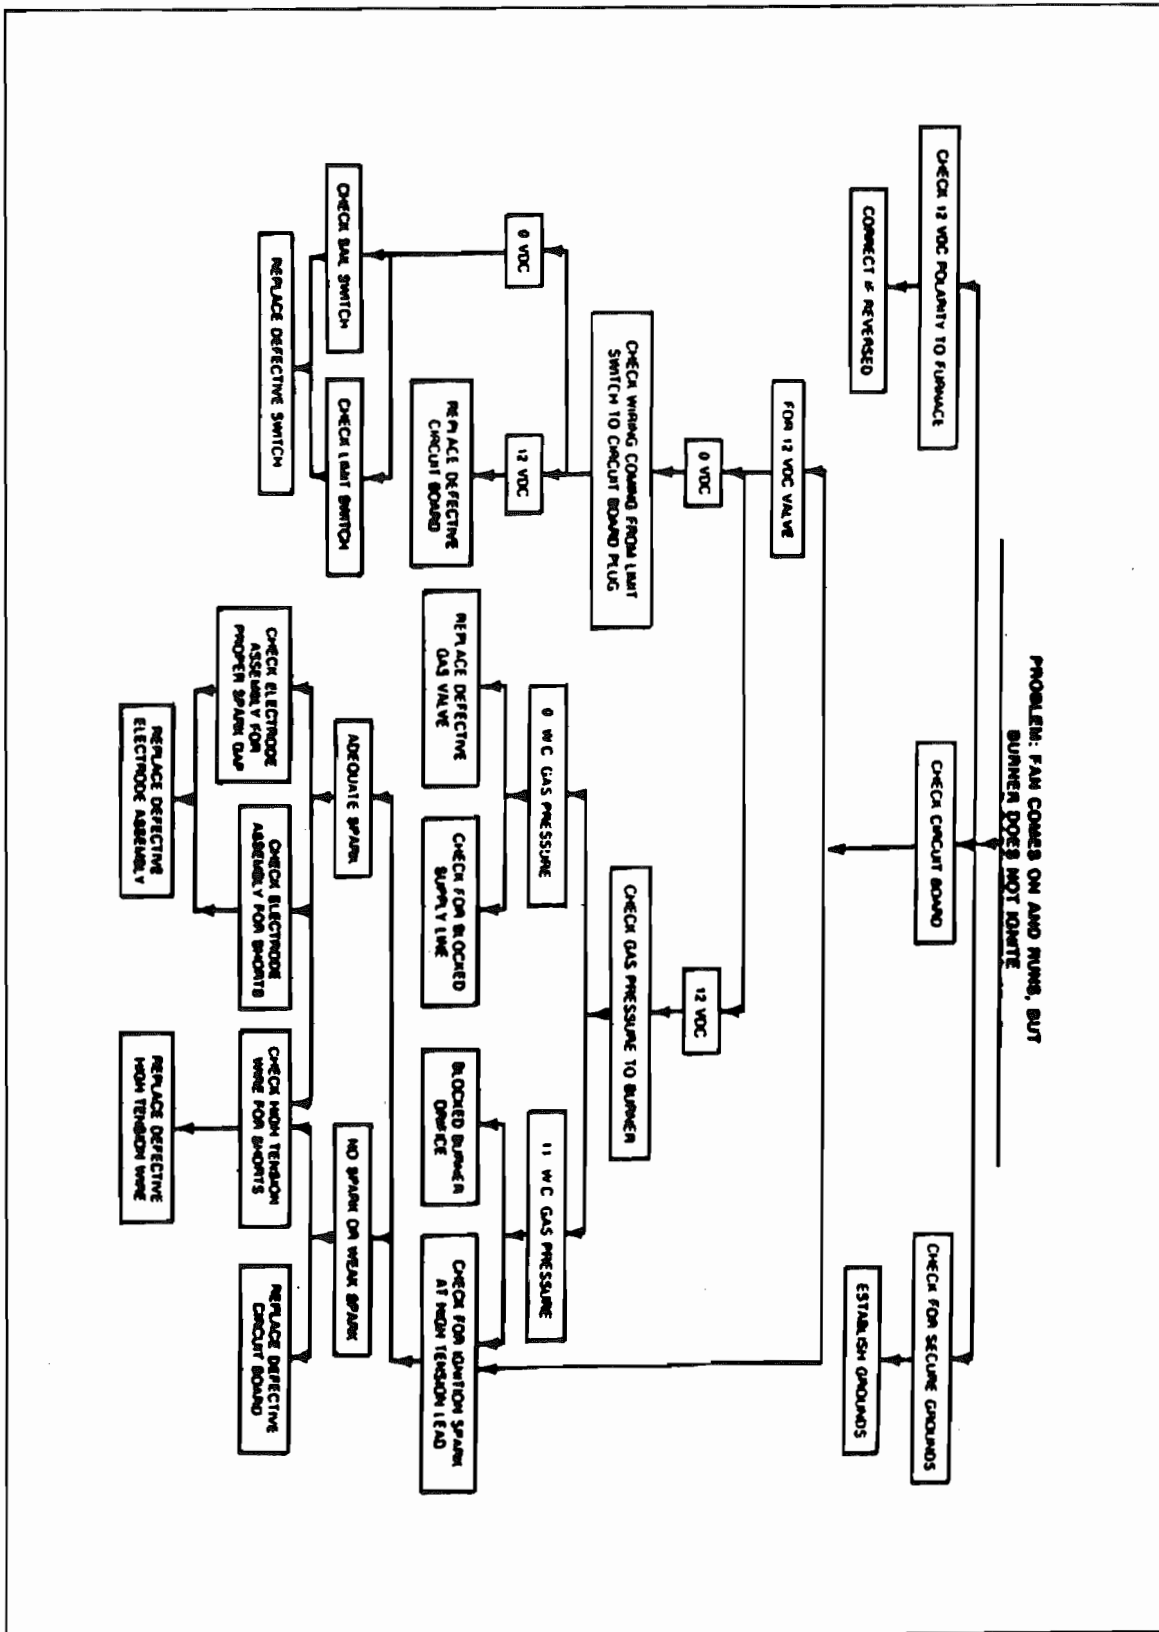 PROBLEM: FAN COMES ON AND RUNS, BUT
BURNER DOES NOT IGNITE
CHECK 12 VDC POLARITY TO FURNACE
CHECK CIRCUIT BOARD
CHECK FOR SECURE GROUNDS
CORRECT IF REVERSED
ESTABLISH GROUNDS
FOR 12 VDC VALVE
0 VDC
12 VDC
CHECK WIRING COMING FROM LIMIT
SWITCH TO CIRCUIT BOARD PLUG
CHECK GAS PRESSURE TO BURNER
0 VDC
12 VDC
0 WC GAS PRESSURE
11 WC GAS PRESSURE
REPLACE DEFECTIVE
CIRCUIT BOARD
REPLACE DEFECTIVE
GAS VALVE
CHECK FOR BLOCKED
SUPPLY LINE
BLOCKED BURNER
ORIFICE
CHECK FOR IGNITION SPARK
AT HIGH TENSION LEAD
CHECK SAIL SWITCH
CHECK LIMIT SWITCH
ADEQUATE SPARK
NO SPARK OR WEAK SPARK
REPLACE DEFECTIVE SWITCH
CHECK ELECTRODE
ASSEMBLY FOR
PROPER SPARK GAP
CHECK ELECTRODE
ASSEMBLY FOR SHORTS
CHECK HIGH TENSION
WIRE FOR SHORTS
REPLACE DEFECTIVE
CIRCUIT BOARD
REPLACE DEFECTIVE
ELECTRODE ASSEMBLY
REPLACE DEFECTIVE
HIGH TENSION WIRE